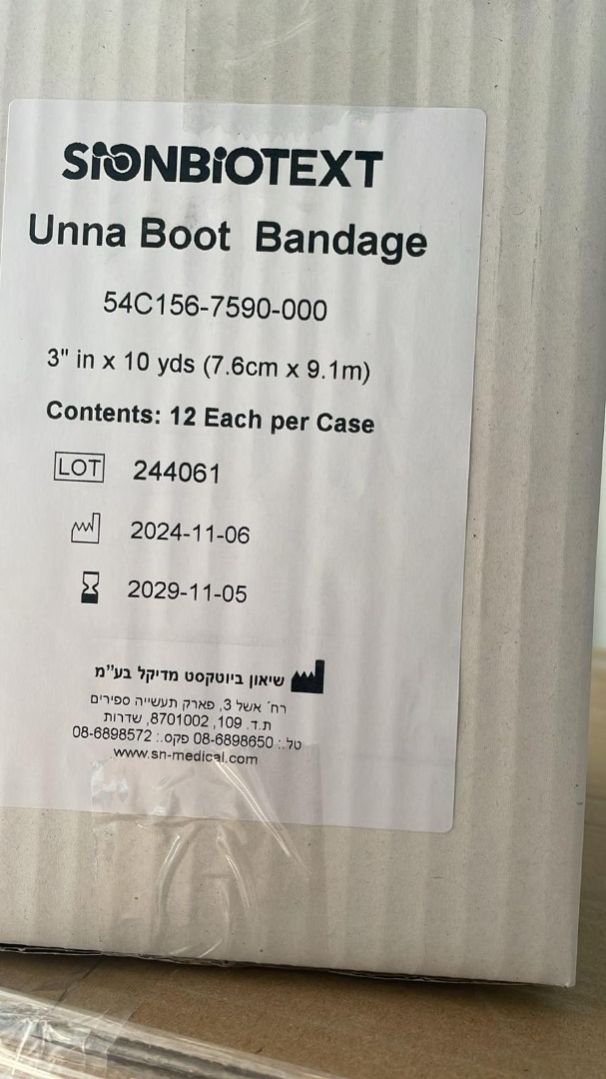 SIONBIOTEXT
Unna Boot Bandage
54C156-7590-000
3" in x 10 yds (7.6cm x 9.1m)
Contents: 12 Each per Case
LOT 244061
2024-11-06
2029-11-05
שיאון ביוטקסט מדיקל בע"מ
רח' אשל 3, פארק תעשייה ספירים
ת.ד. 109, 8701002, שדרות
טל.: 08-6898650 פקס.: 08-6898572
www.sn-medical.com